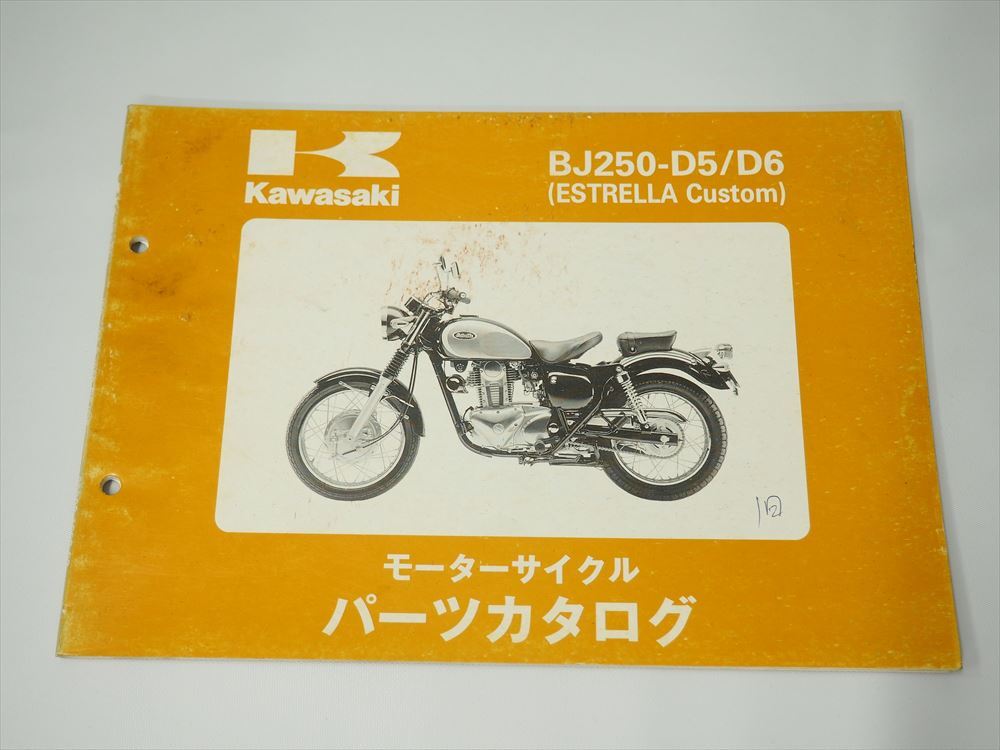 Kawasaki
BJ250-D5/D6
(ESTRELLA Custom)
モーターサイクル
パーツカタログ